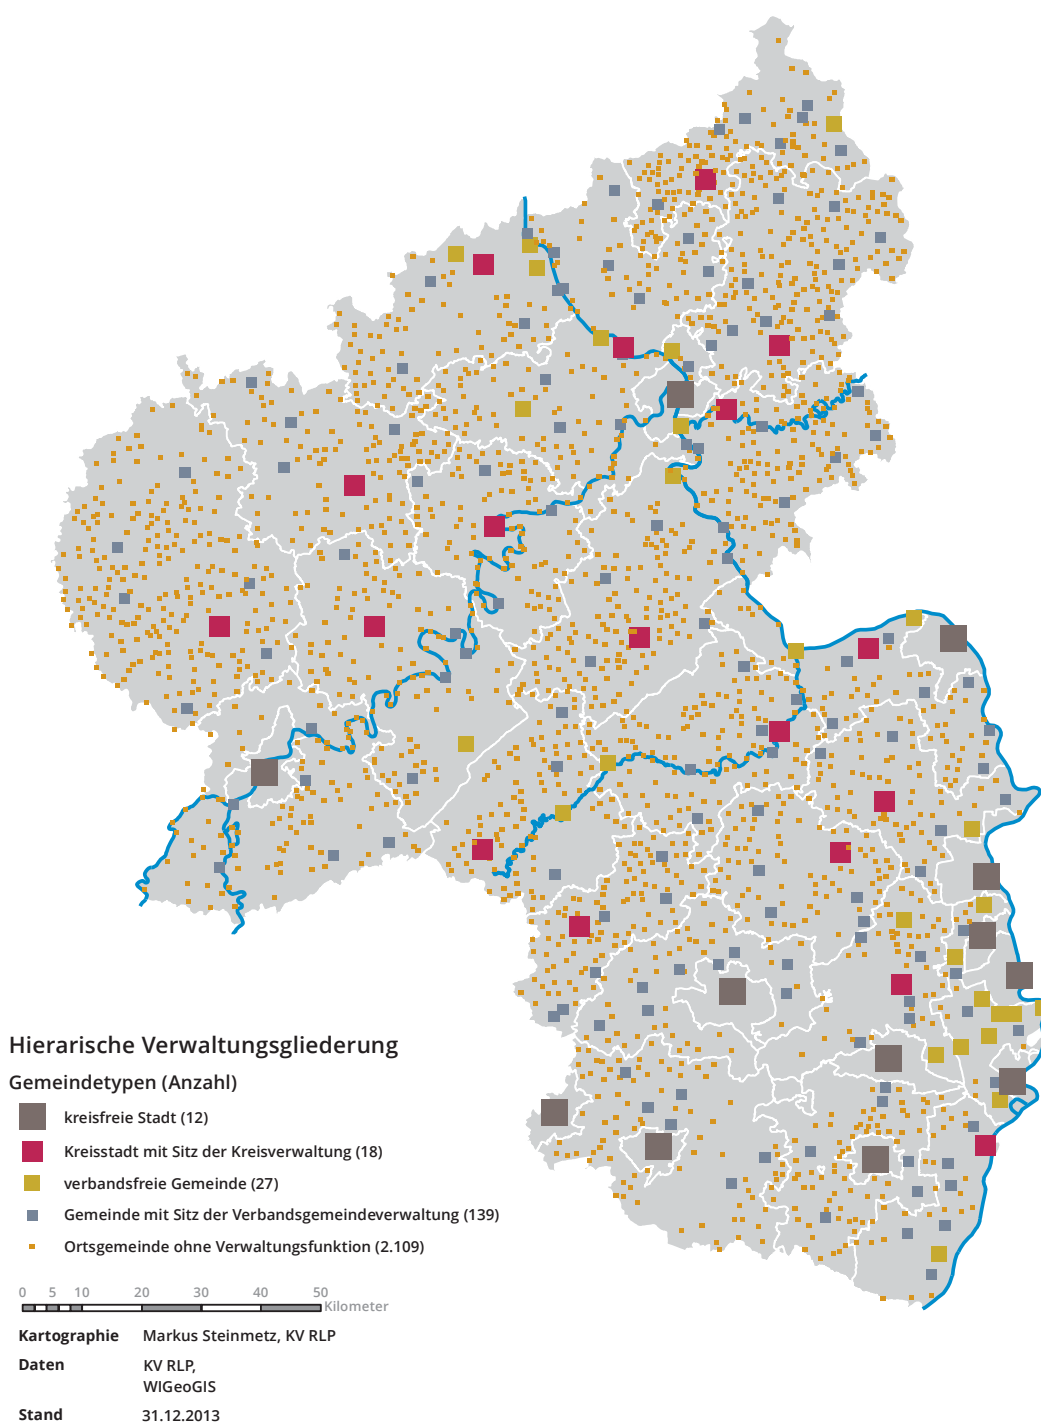 Hierarische Verwaltungsgliederung
Gemeindetypen (Anzahl)
kreisfreie Stadt (12)
Kreisstadt mit Sitz der Kreisverwaltung (18)
verbandsfreie Gemeinde (27)
Gemeinde mit Sitz der Verbandsgemeindeverwaltung (139)
Ortsgemeinde ohne Verwaltungsfunktion (2.109)
0 5 10 20 30 40 50
Kilometer
Kartographie Markus Steinmetz, KV RLP
Daten KV RLP,
WIGeoGIS
Stand 31.12.2013